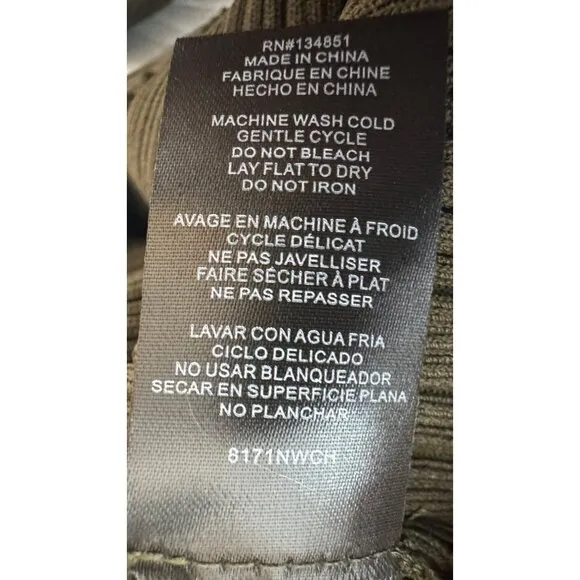 RN#134851
MADE IN CHINA
FABRIQUE EN CHINE
HECHO EN CHINA
MACHINE WASH COLD
GENTLE CYCLE
DO NOT BLEACH
LAY FLAT TO DRY
DO NOT IRON
AVAGE EN MACHINE À FROID
CYCLE DÉLICAT
NE PAS JAVELLISER
FAIRE SÉCHER À PLAT
NE PAS REPASSER
LAVAR CON AGUA FRIA
CICLO DELICADO
NO USAR BLANQUEADOR
SECAR EN SUPERFICIE PLANA
NO PLANCHAR
8171NWCH